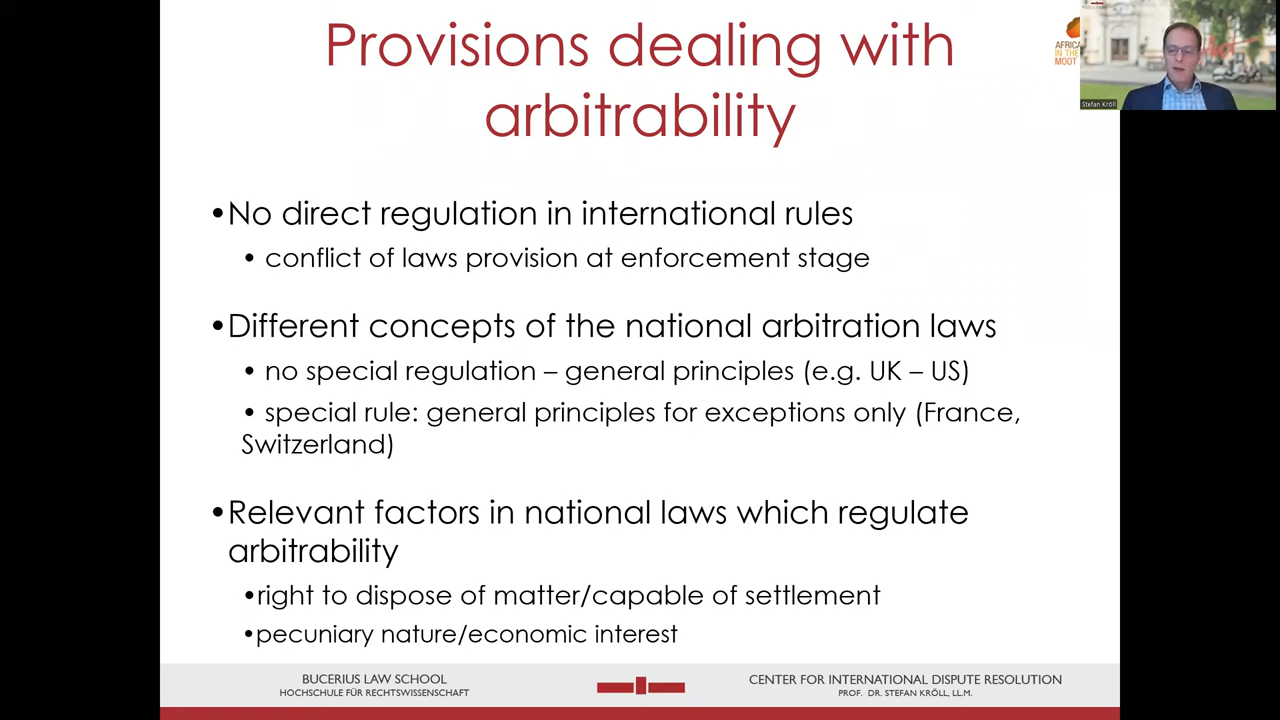 Provisions dealing with
arbitrability
AFRICA
IN THE
MOOT
Stefan Kröll
•No direct regulation in international rules
• conflict of laws provision at enforcement stage
•Different concepts of the national arbitration laws
• no special regulation – general principles (e.g. UK – US)
• special rule: general principles for exceptions only (France,
Switzerland)
•Relevant factors in national laws which regulate
arbitrability
•right to dispose of matter/capable of settlement
•pecuniary nature/economic interest
BUCERIUS LAW SCHOOL
HOCHSCHULE FÜR RECHTSWISSENSCHAFT
CENTER FOR INTERNATIONAL DISPUTE RESOLUTION
PROF. DR. STEFAN KRÖLL, LL.M.